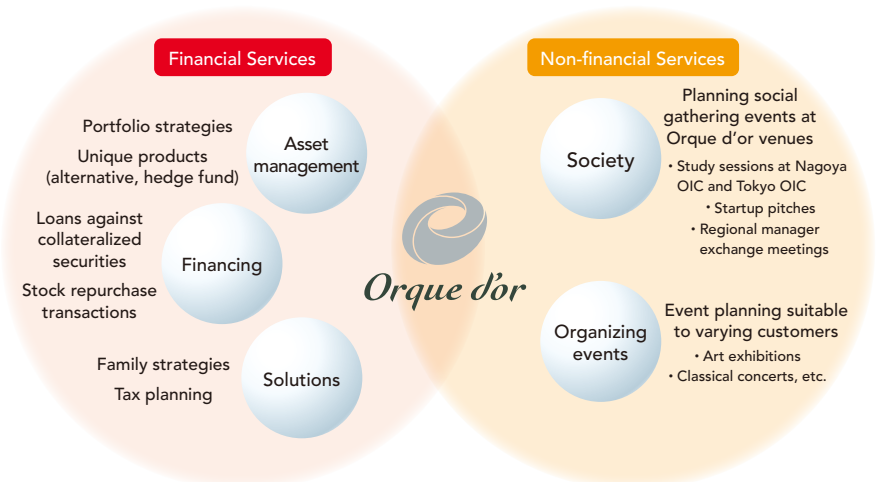 Financial Services
Portfolio strategies
Unique products
(alternative, hedge fund)
Asset
management
Loans against
collateralized
securities
Stock repurchase
transactions
Financing
Family strategies
Tax planning
Solutions
Orque d’or
Non-financial Services
Society
Planning social
gathering events at
Orque d’or venues
・Study sessions at Nagoya
OIC and Tokyo OIC
・Startup pitches
・Regional manager
exchange meetings
Organizing
events
Event planning suitable
to varying customers
・Art exhibitions
・Classical concerts, etc.